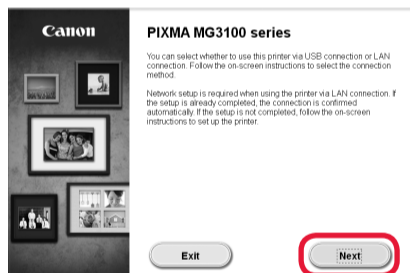 Canon
PIXMA MG3100 series
You can select whether to use this printer via USB connection or LAN
connection. Follow the on-screen instructions to select the connection
method.
Network setup is required when using the printer via LAN connection. If
the setup is already completed, the connection is confirmed
automatically. If the setup is not completed, follow the on-screen
instructions to set up the printer.
Exit
Next